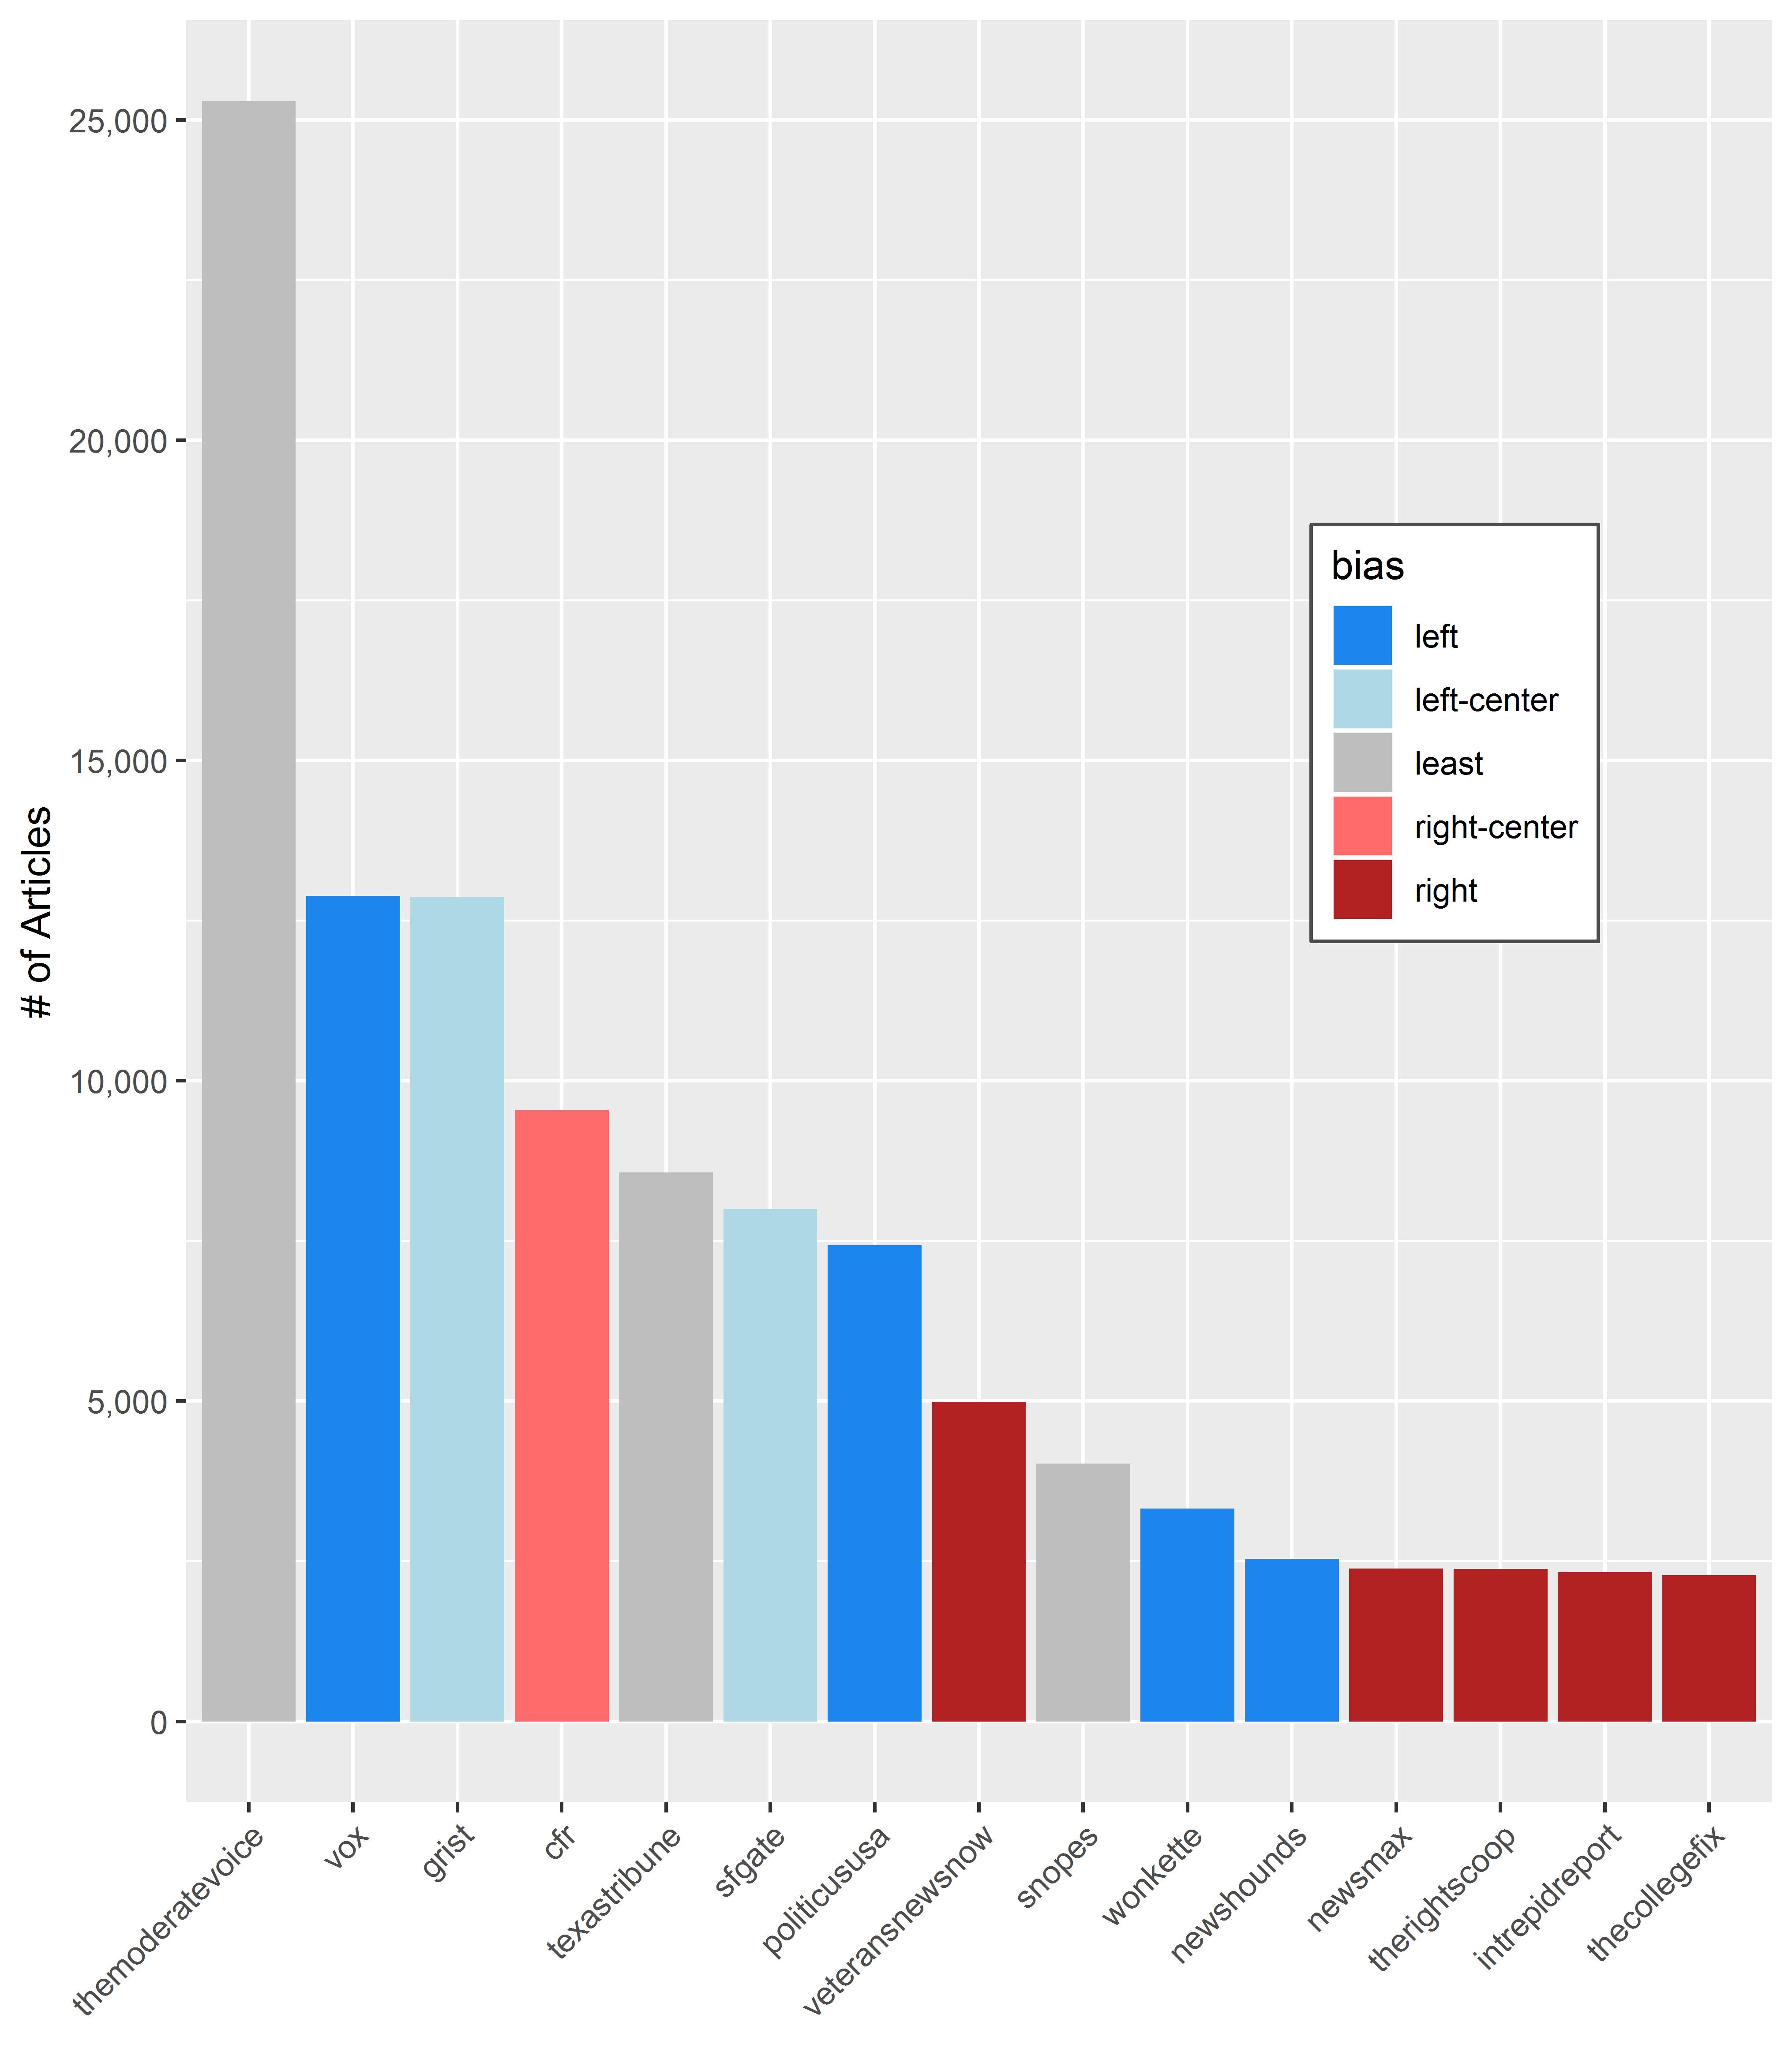 # of Articles
25,000
20,000
15,000
10,000
5,000
0
bias
left
left-center
least
right-center
right
themoderatevoice
vox
grist
cfr
texastribune
sfgate
politicususa
veteransnewsnow
snopes
wonkette
newshounds
newsmax
therightscoop
intrepidreport
thecollegefix